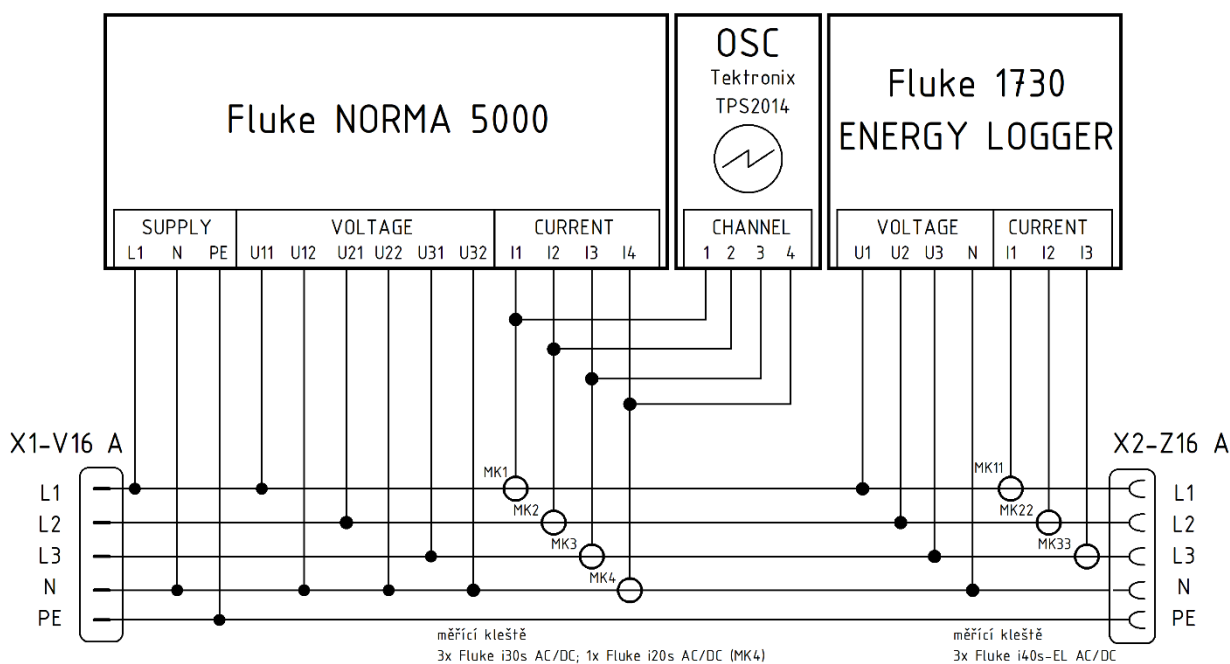 Fluke NORMA 5000
SUPPLY VOLTAGE CURRENT
L1 N PE U11 U12 U21 U22 U31 U32 I1 I2 I3 I4
OSC
Tektronix
TPS2014
CHANNEL
1 2 3 4
Fluke 1730
ENERGY LOGGER
VOLTAGE CURRENT
U1 U2 U3 N I1 I2 I3
X1-V16 A
L1
L2
L3
N
PE
MK1
MK2
MK3
MK4
MK11
MK22
MK33
X2-Z16 A
L1
L2
L3
N
PE
měřící kleště
3x Fluke i30s AC/DC; 1x Fluke i20s AC/DC (MK4)
měřící kleště
3x Fluke i40s-EL AC/DC